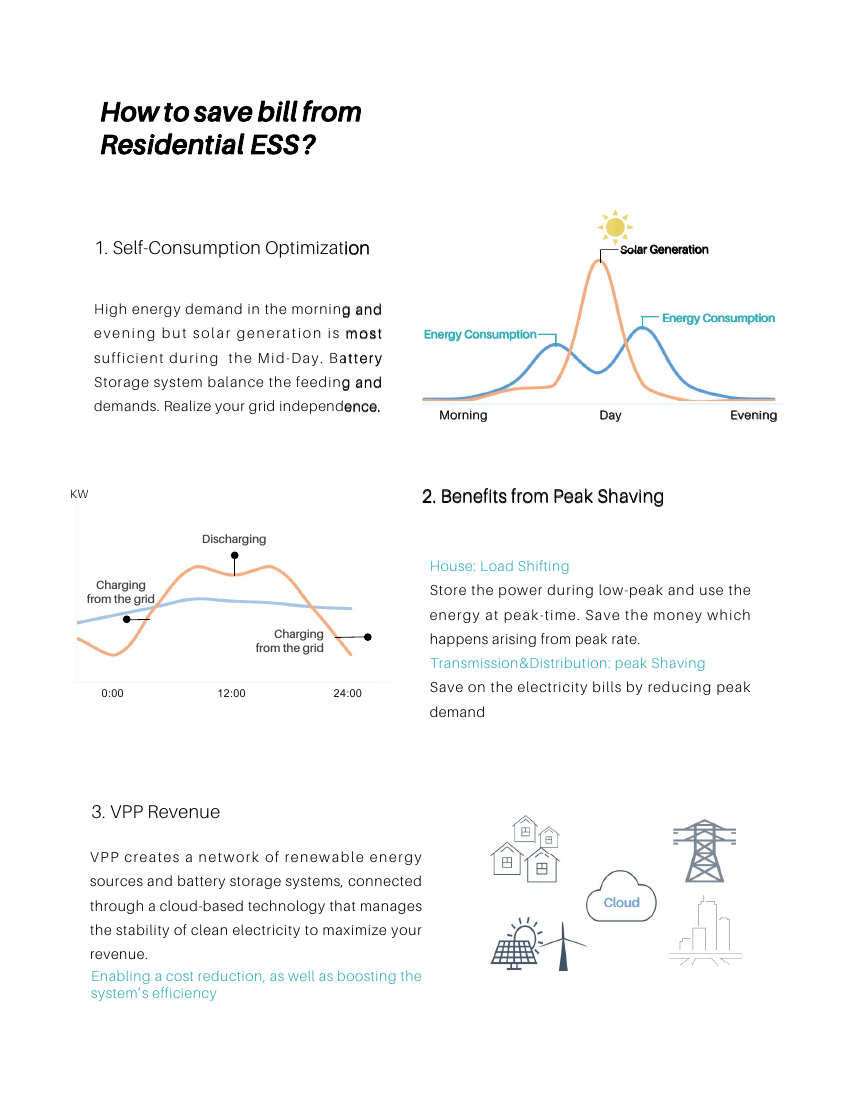 How to save bill from
Residential ESS?
1. Self-Consumption Optimization
High energy demand in the morning and
evening but solar generation is most
sufficient during the Mid-Day. Battery
Storage system balance the feeding and
demands. Realize your grid independence.
Solar Generation
Energy Consumption
Energy Consumption
Morning Day Evening
KW
Discharging
Charging
from the grid
Charging
from the grid
0:00 12:00 24:00
2. Benefits from Peak Shaving
House: Load Shifting
Store the power during low-peak and use the
energy at peak-time. Save the money which
happens arising from peak rate.
Transmission&Distribution: peak Shaving
Save on the electricity bills by reducing peak
demand
3. VPP Revenue
VPP creates a network of renewable energy
sources and battery storage systems, connected
through a cloud-based technology that manages
the stability of clean electricity to maximize your
revenue.
Enabling a cost reduction, as well as boosting the
system's efficiency
Cloud